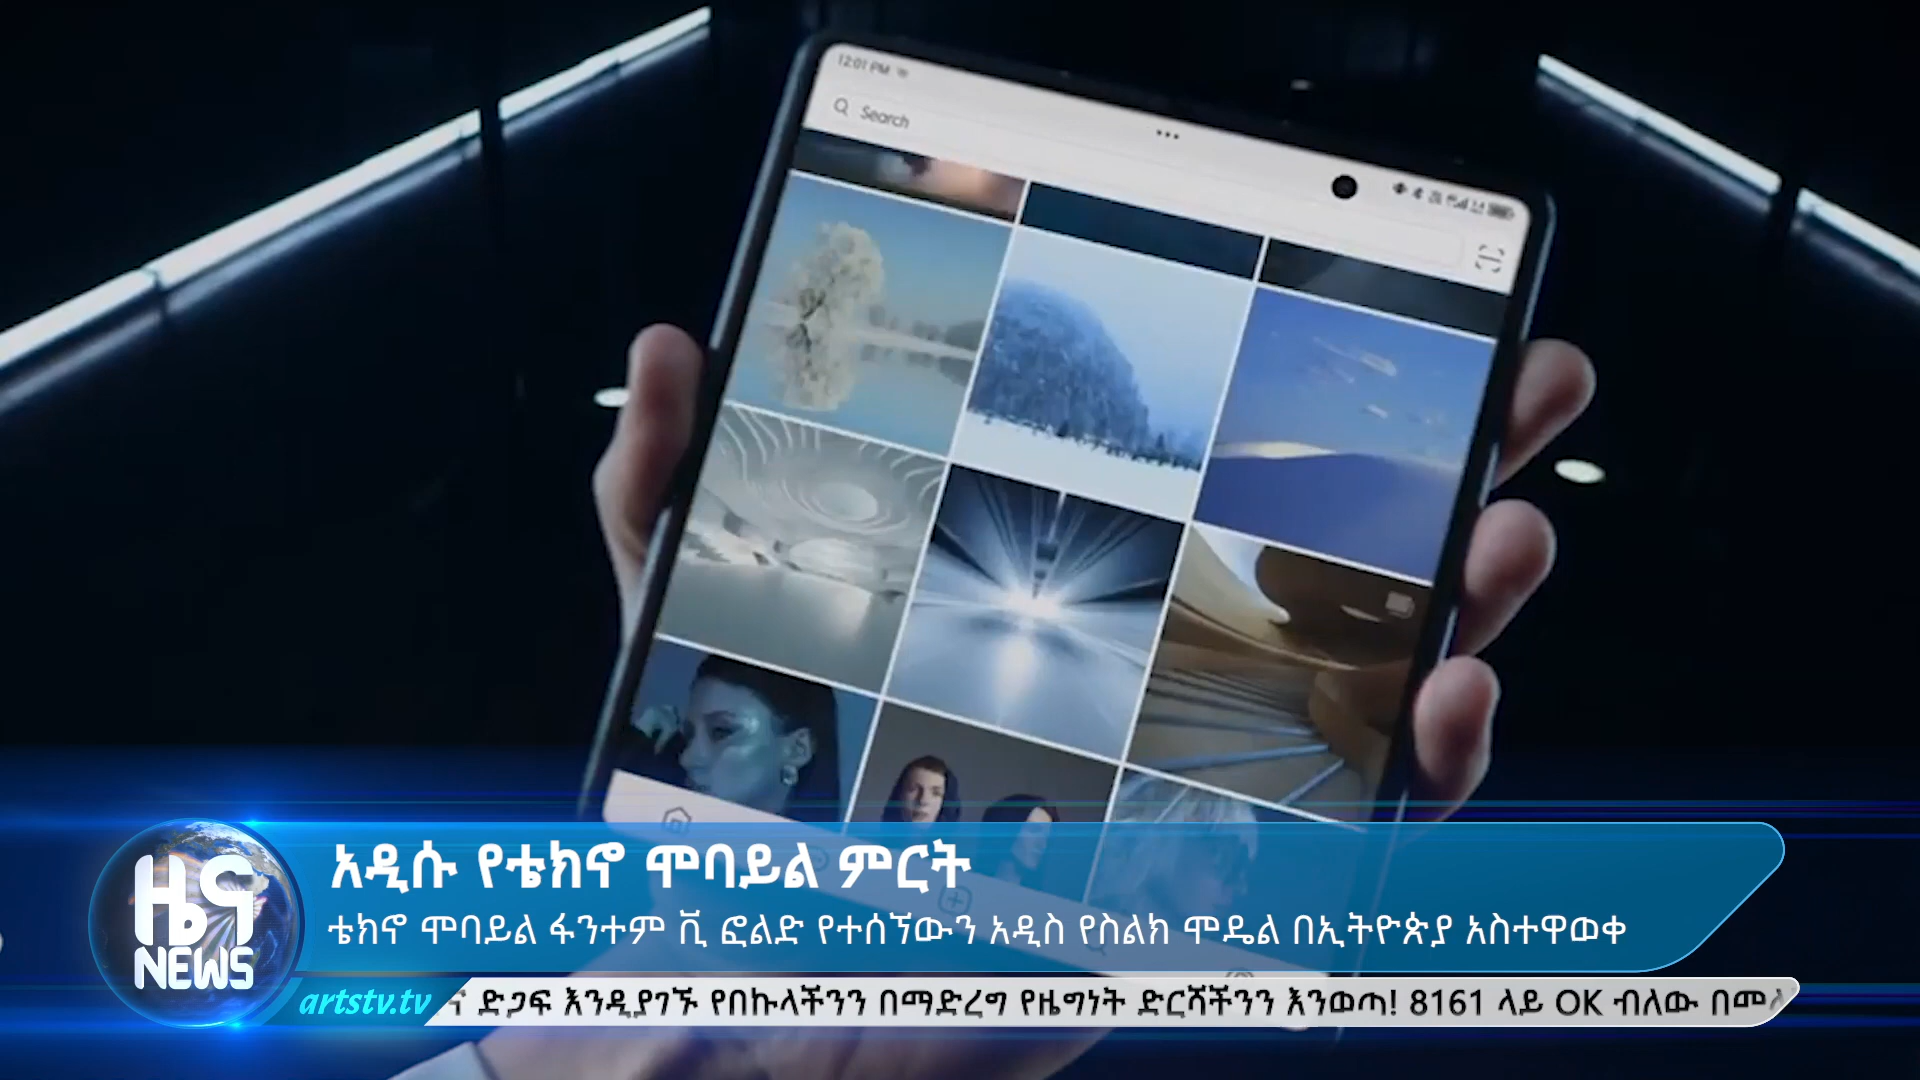 12:01 PM
Search
አዲሱ የቴክኖ ሞባይል ምርት
ቴክኖ ሞባይል ፋንተም ቪ ፎልድ የተሰኘውን አዲስ የስልክ ሞዴል በኢትዮጵያ አስተዋወቀ
ዜና
NEWS
artstv.tv
ድጋፍ እንዲያገኙ የበኩላችንን በማድረግ የዜግነት ድርሻችንን እንወጣ! 8161 ላይ OK ብለው